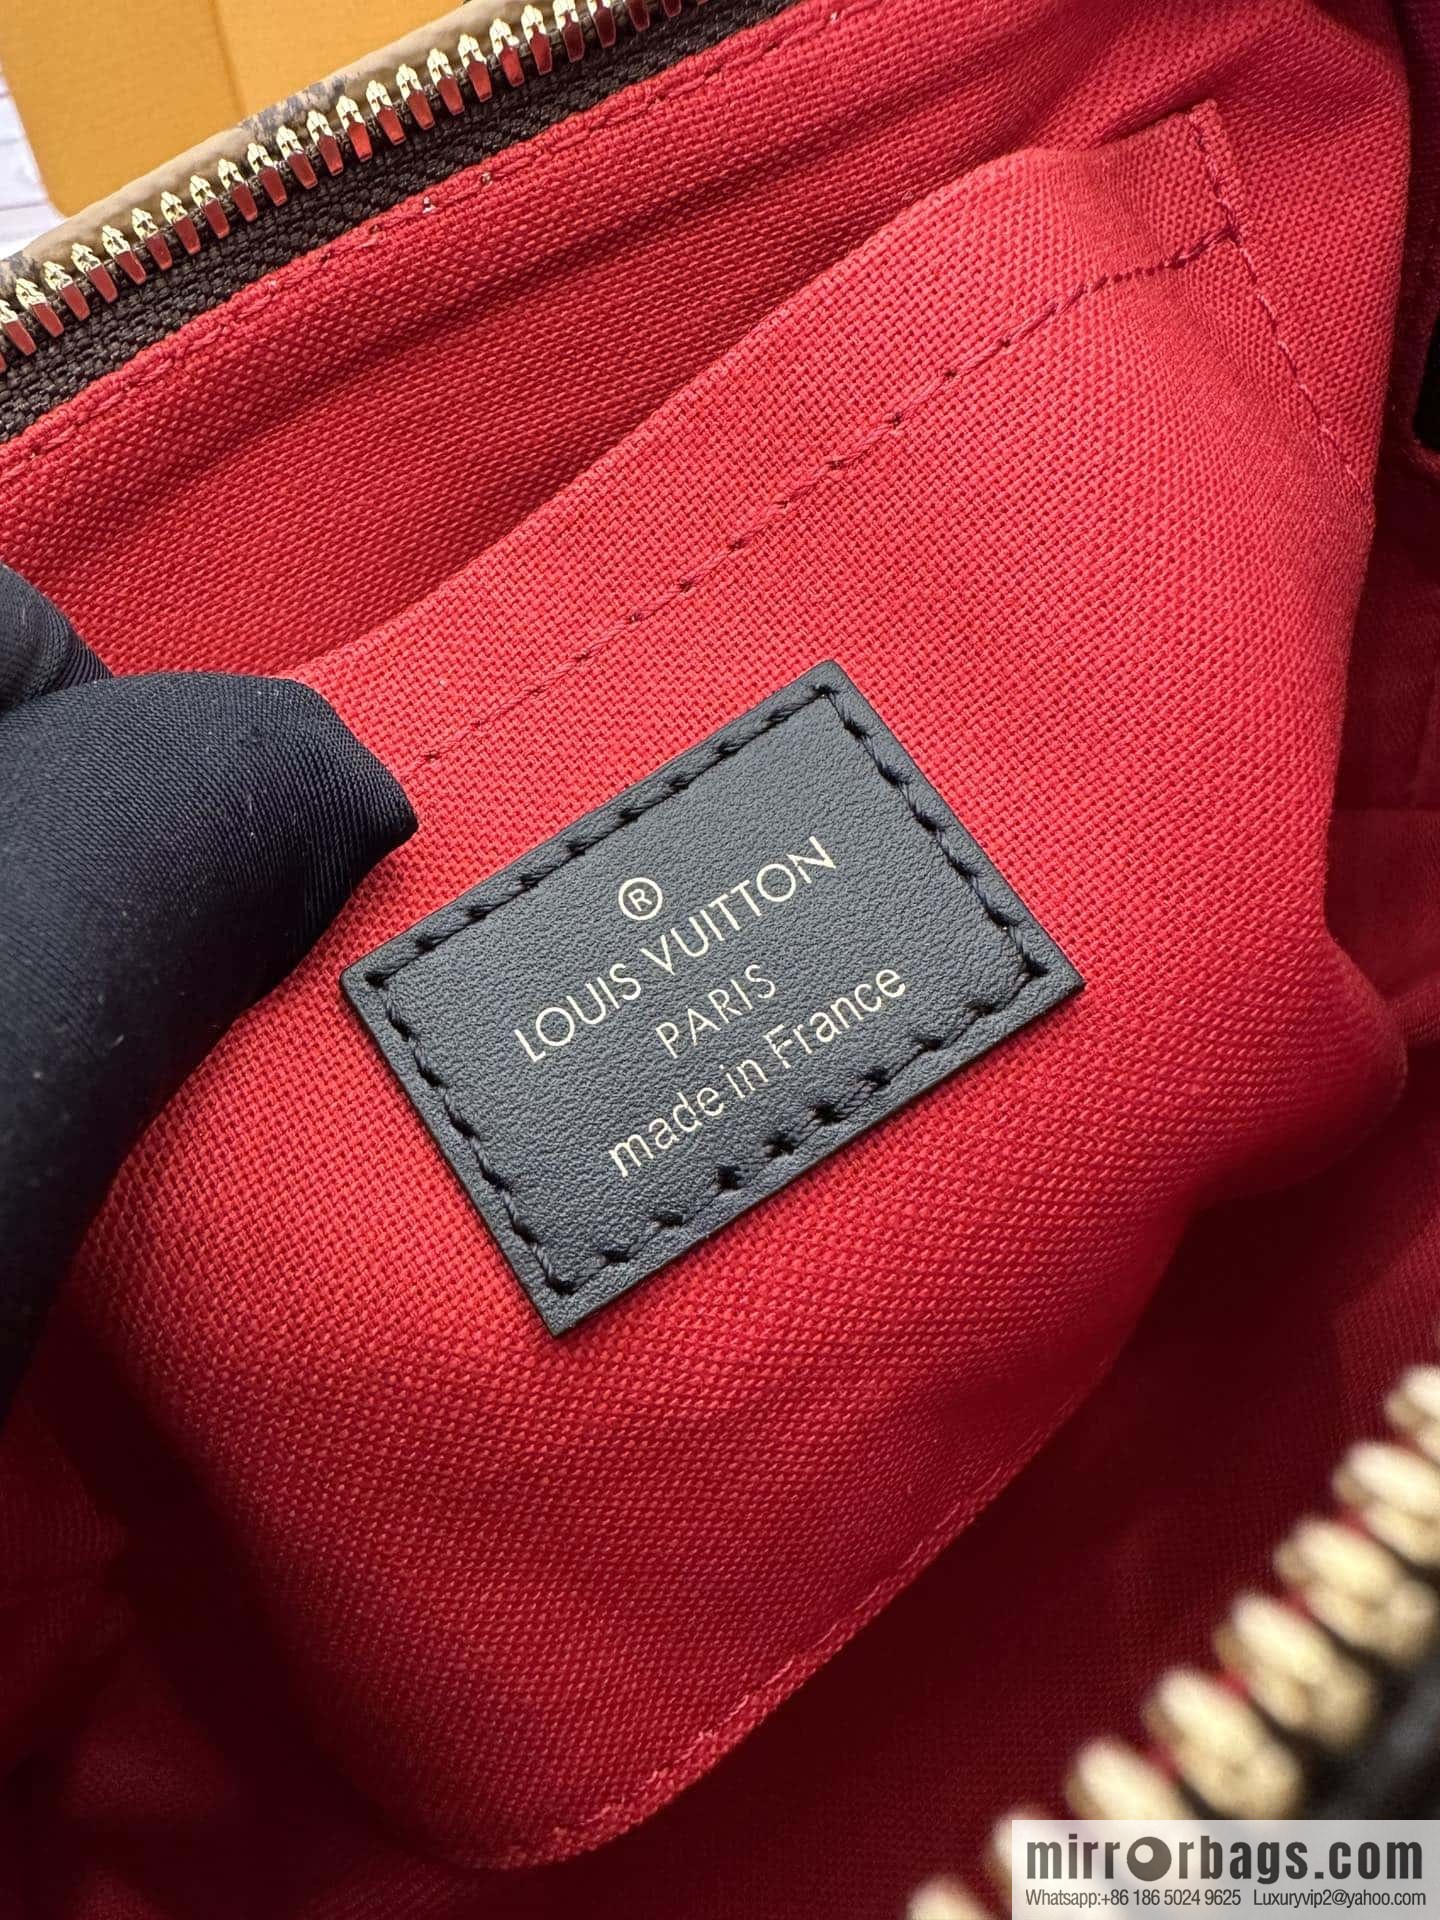 ®
LOUIS VUITTON
PARIS
made in France
mirrorbags.com
Whatsapp:+86 186 5024 9625 Luxuryvip2@yahoo.com